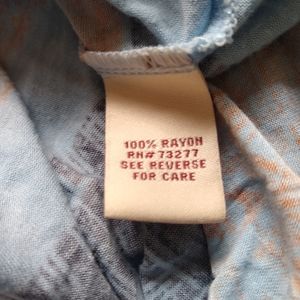 100% RAYON
RN# 73277
SEE REVERSE
FOR CARE